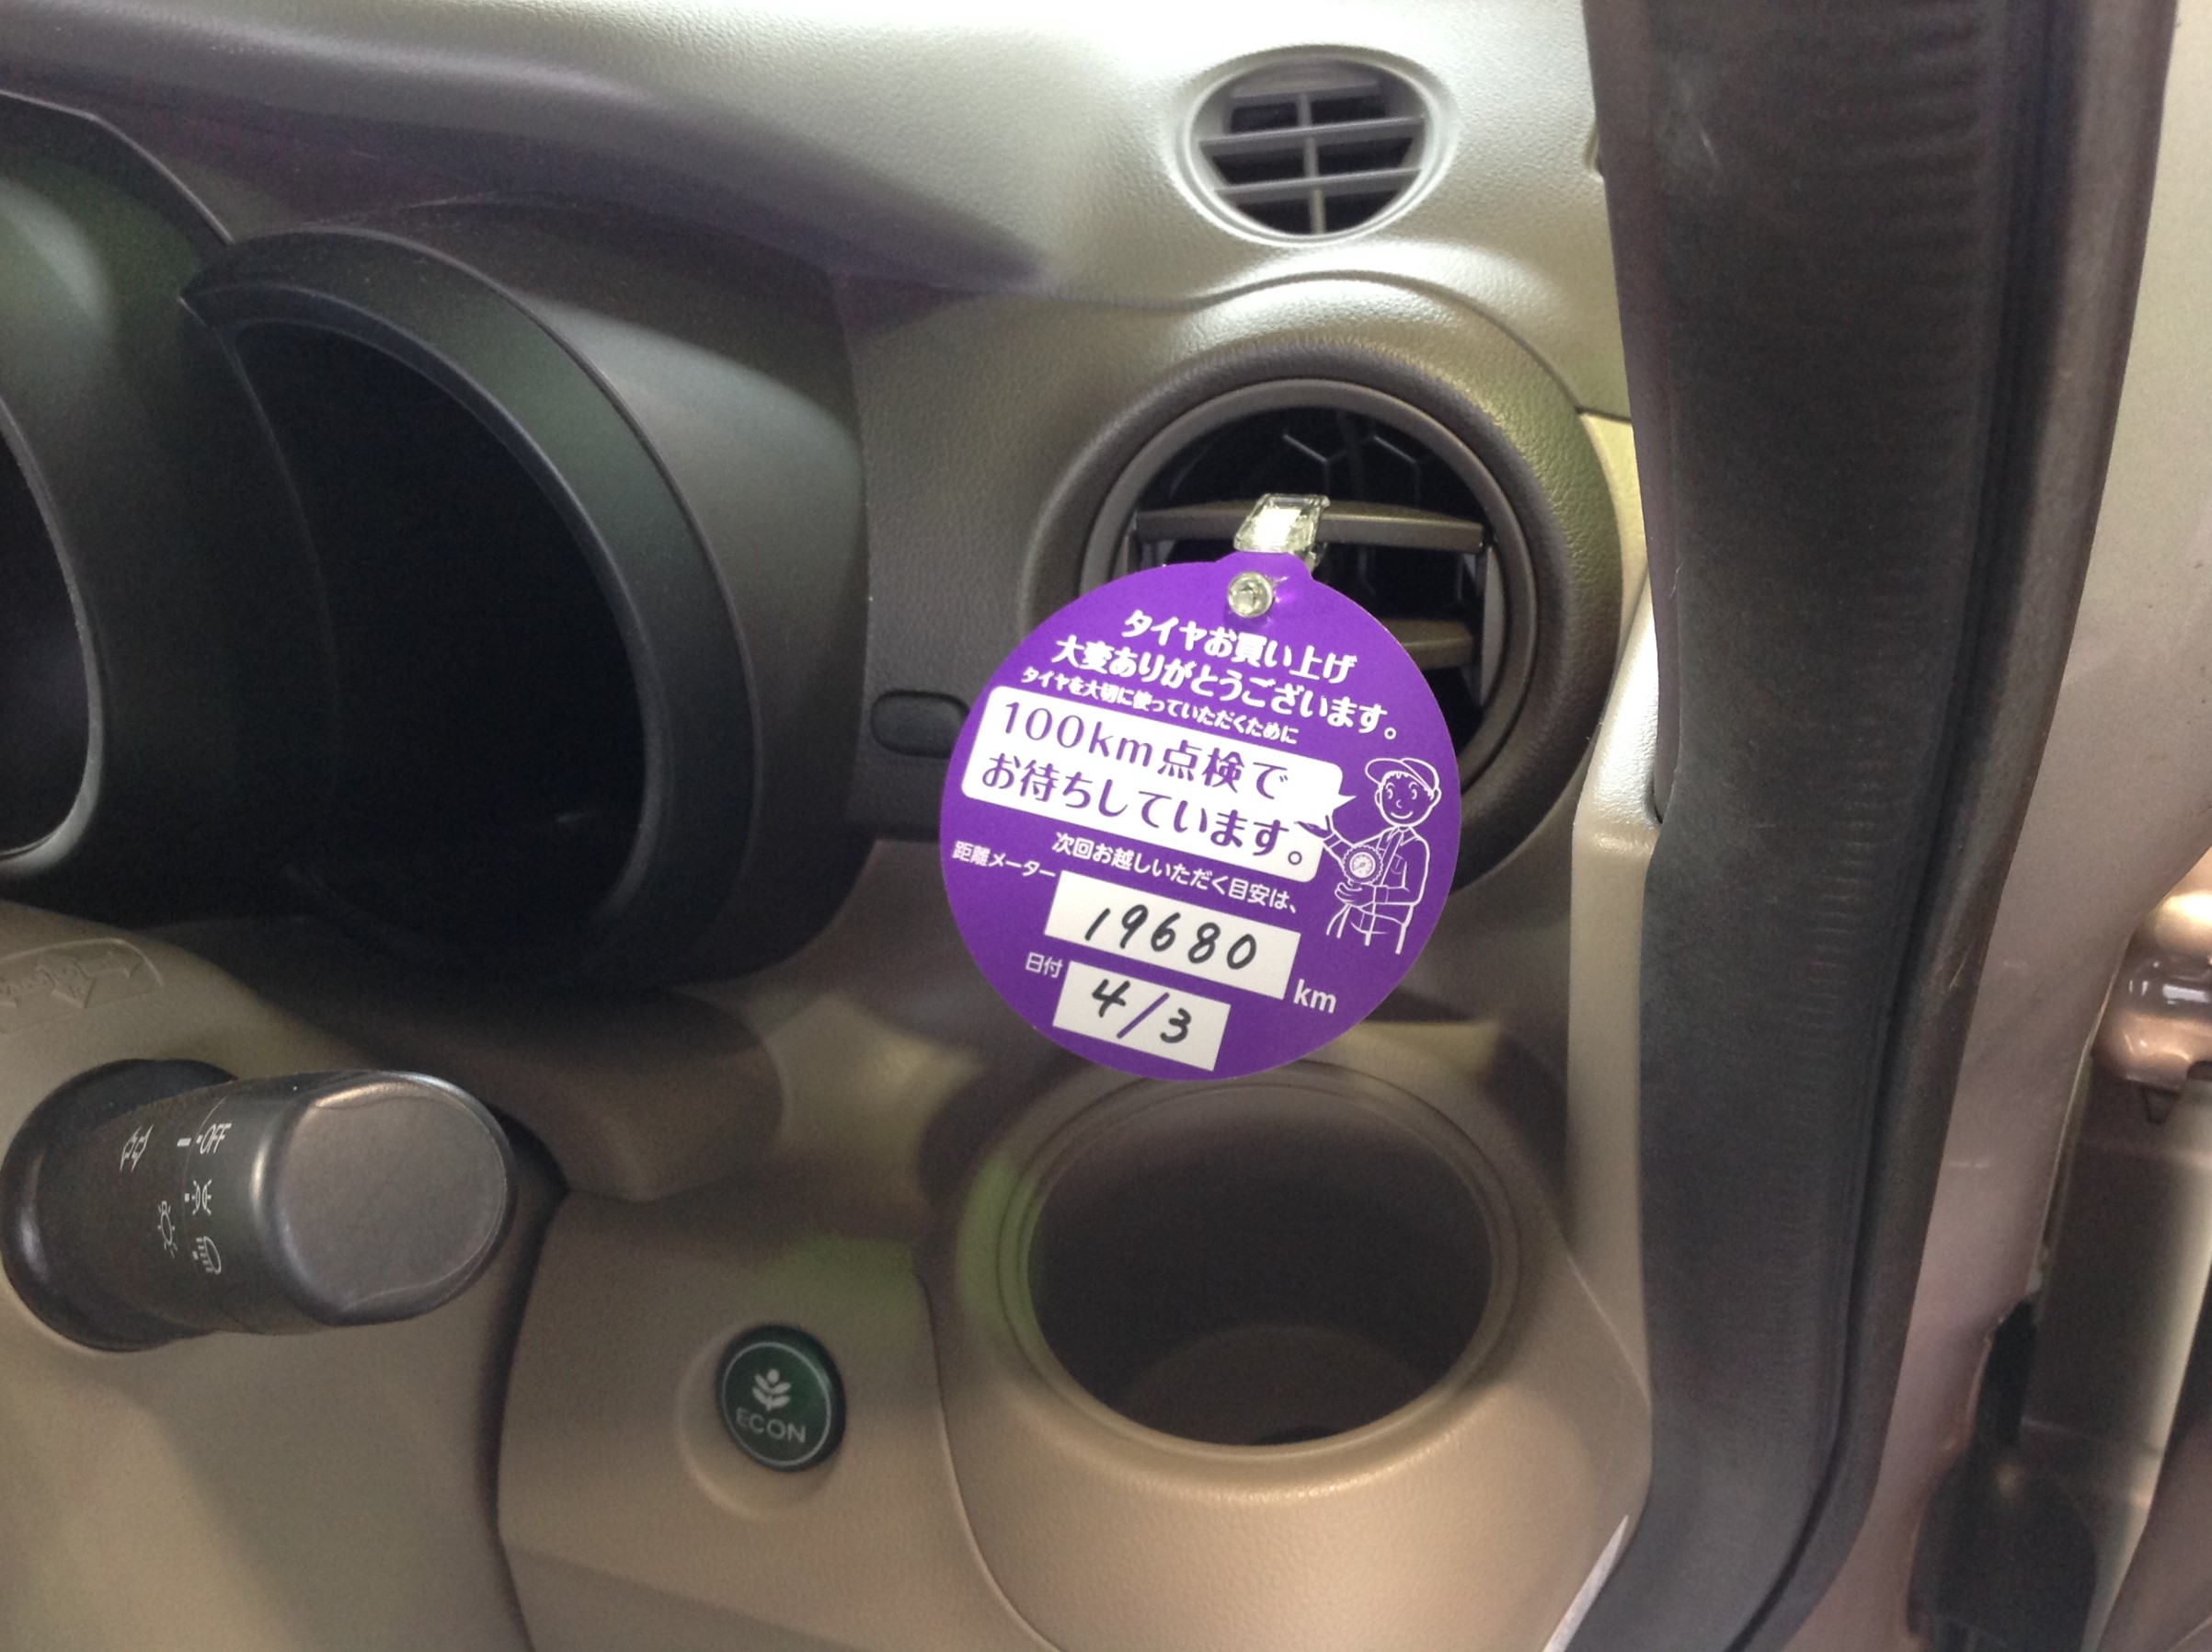 タイヤお買い上げ
大変ありがとうございます。
タイヤを大切に使っていただくために
100km点検で
お待ちしています。
次回お越しいただく目安は、
距離メーター
19680 km
日付
4/3
OFF
ECON